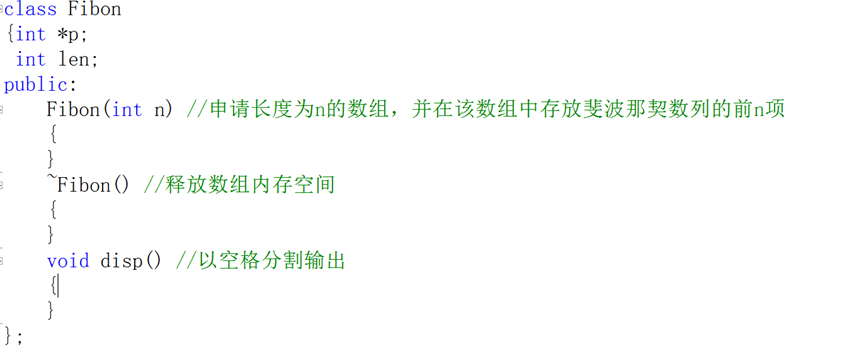 class Fibon
{int *p;
 int len;
public:
    Fibon(int n) //申请长度为n的数组，并在该数组中存放斐波那契数列的前n项
    {
    }
    ~Fibon() //释放数组内存空间
    {
    }
    void disp() //以空格分割输出
    {
    }
};